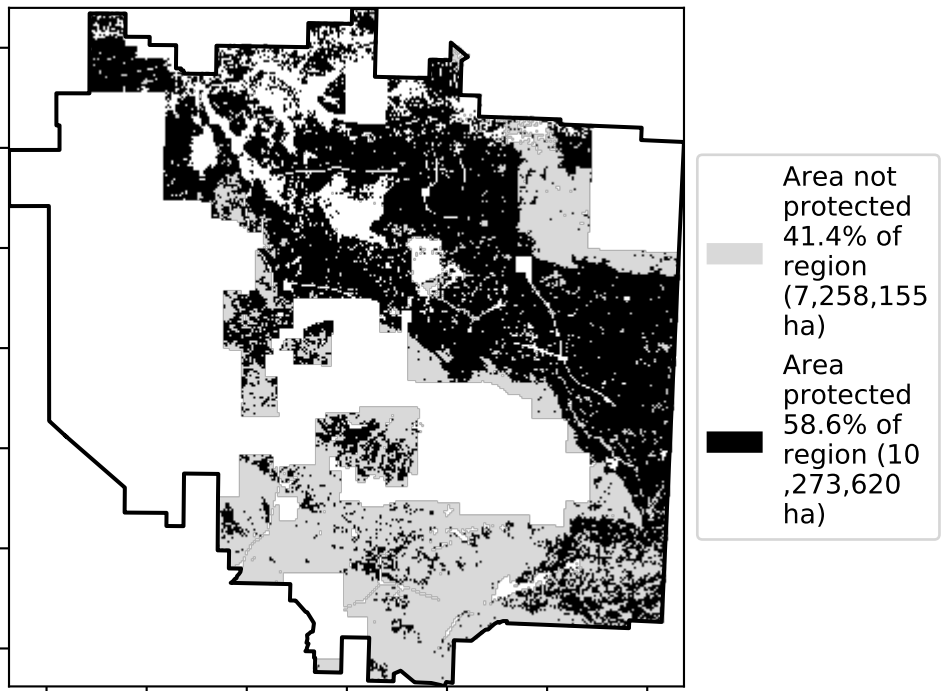 Area not
protected
41.4% of
region
(7,258,155
ha)
Area
protected
58.6% of
region (10
,273,620
ha)